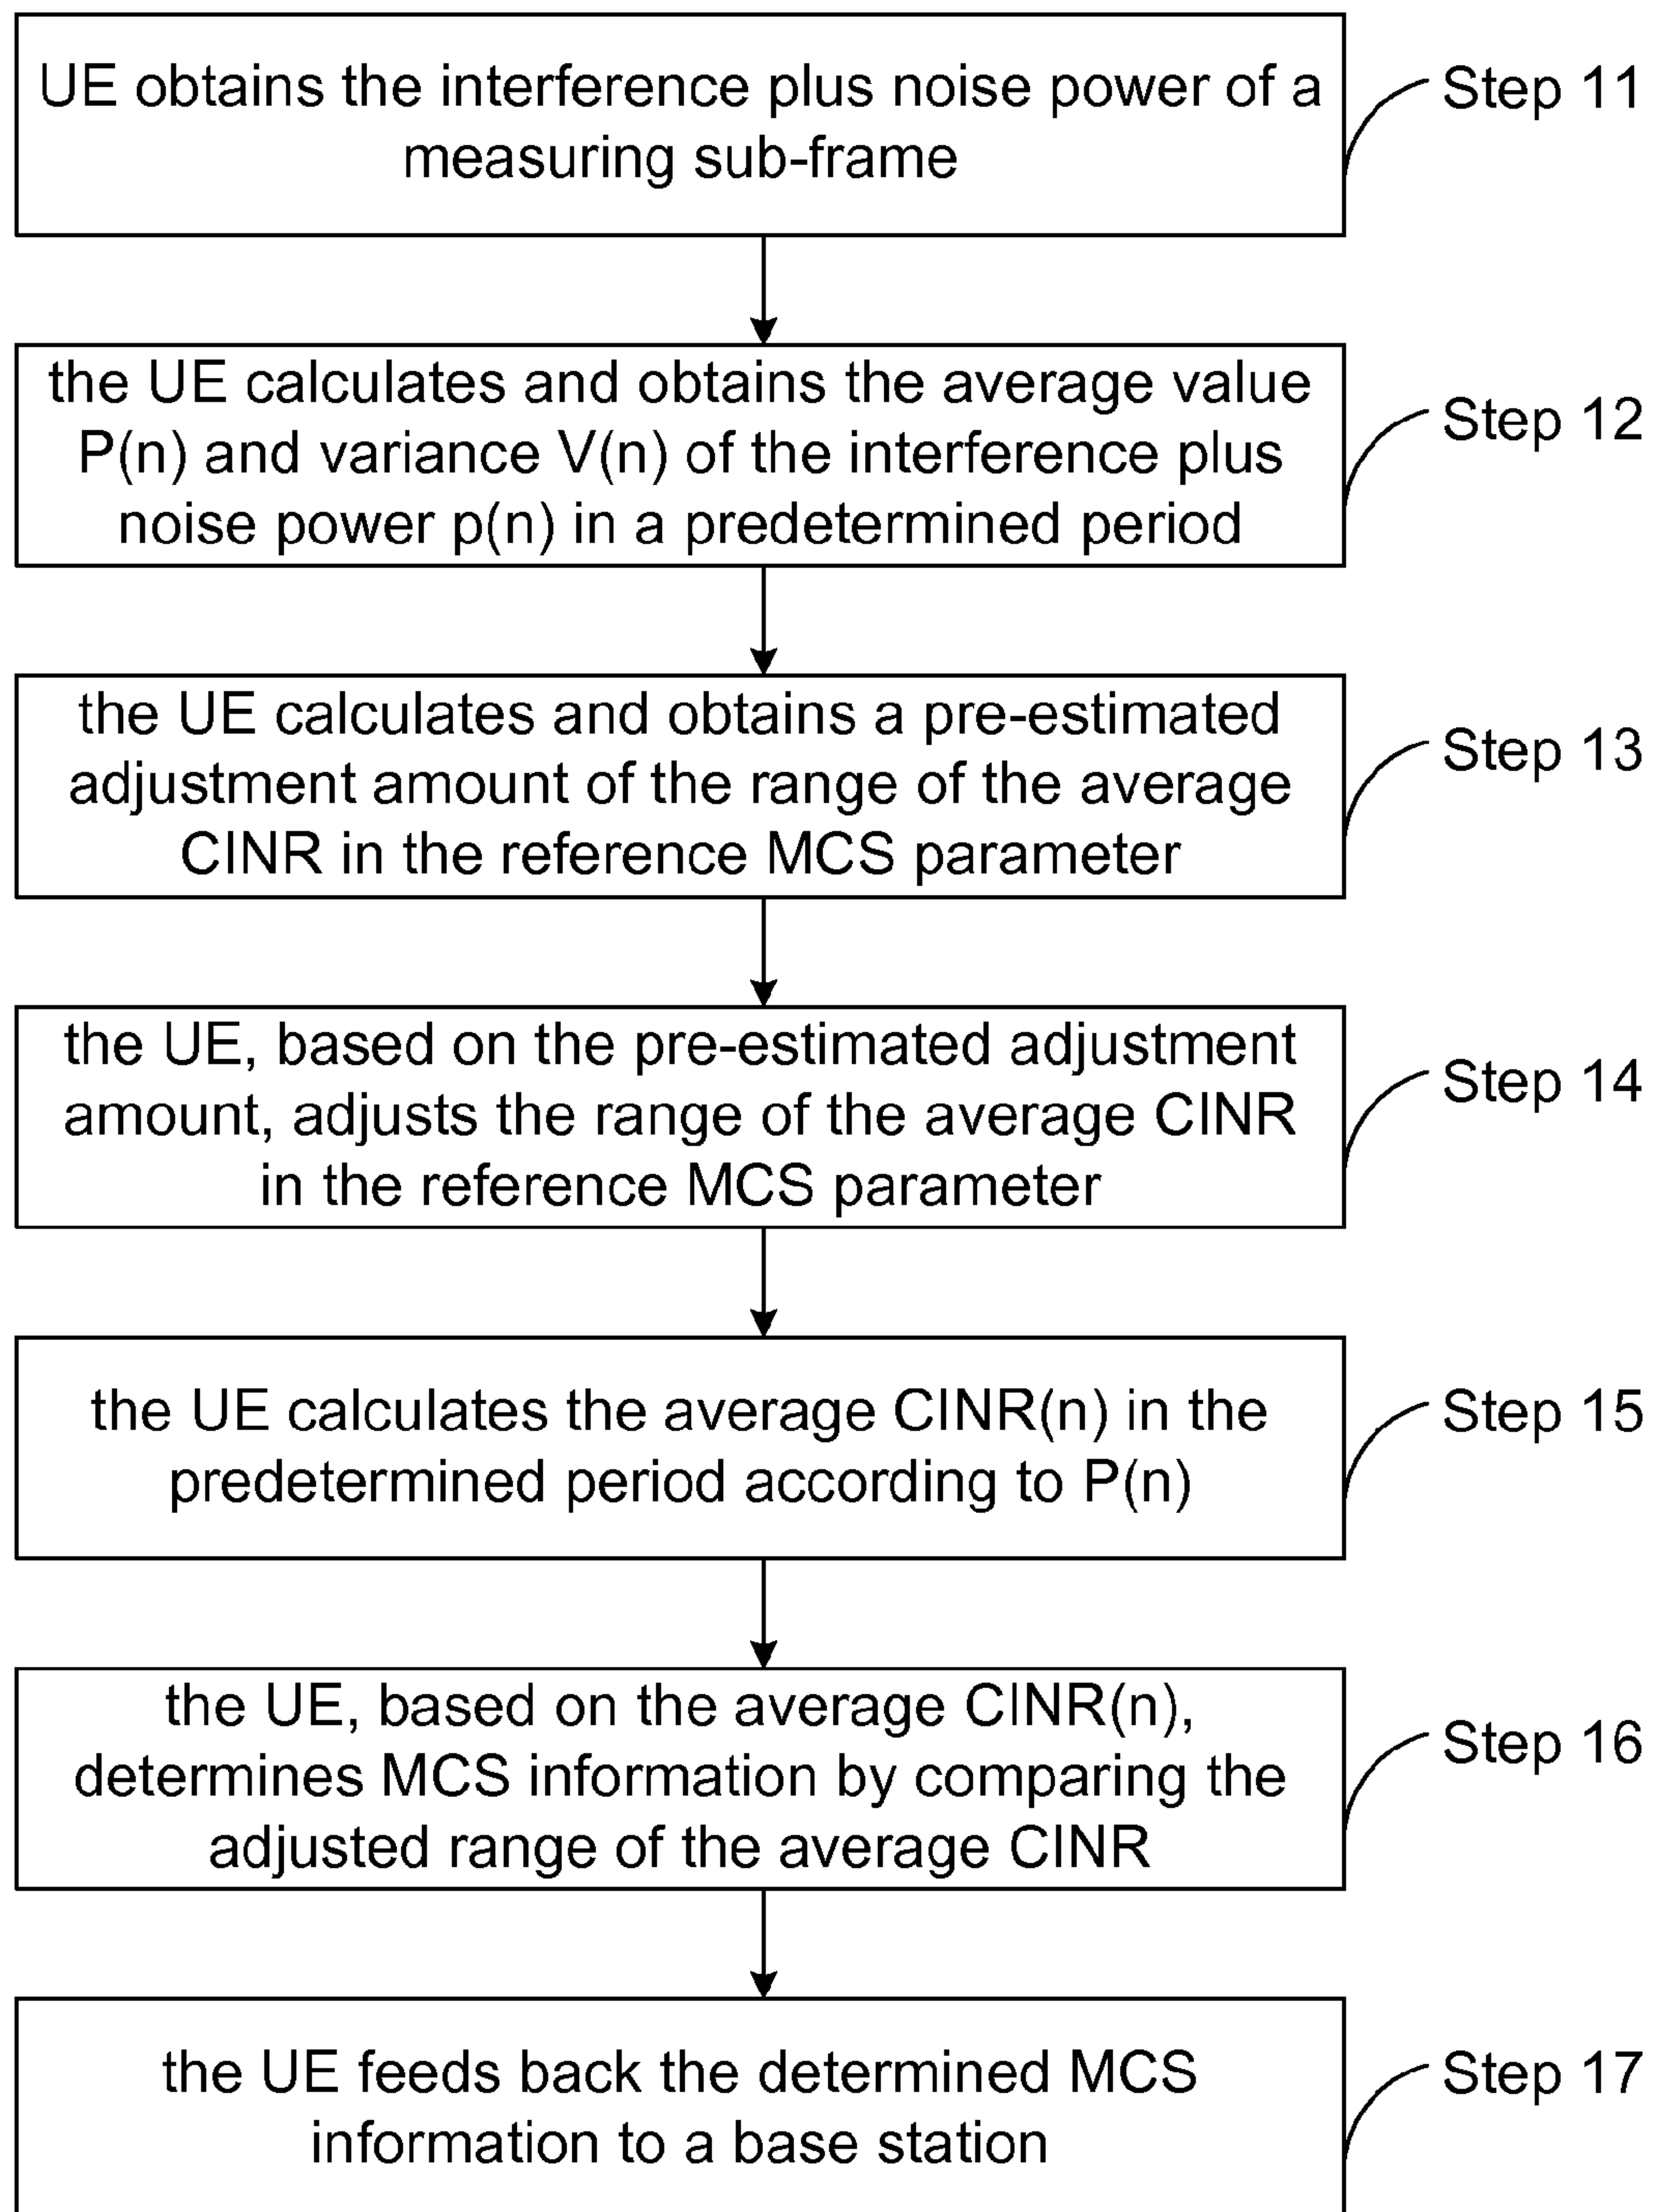 UE obtains the interference plus noise power of a
measuring sub-frame
Step 11
the UE calculates and obtains the average value
P(n) and variance V(n) of the interference plus
noise power p(n) in a predetermined period
Step 12
the UE calculates and obtains a pre-estimated
adjustment amount of the range of the average
CINR in the reference MCS parameter
Step 13
the UE, based on the pre-estimated adjustment
amount, adjusts the range of the average CINR
in the reference MCS parameter
Step 14
the UE calculates the average CINR(n) in the
predetermined period according to P(n)
Step 15
the UE, based on the average CINR(n),
determines MCS information by comparing the
adjusted range of the average CINR
Step 16
the UE feeds back the determined MCS
information to a base station
Step 17